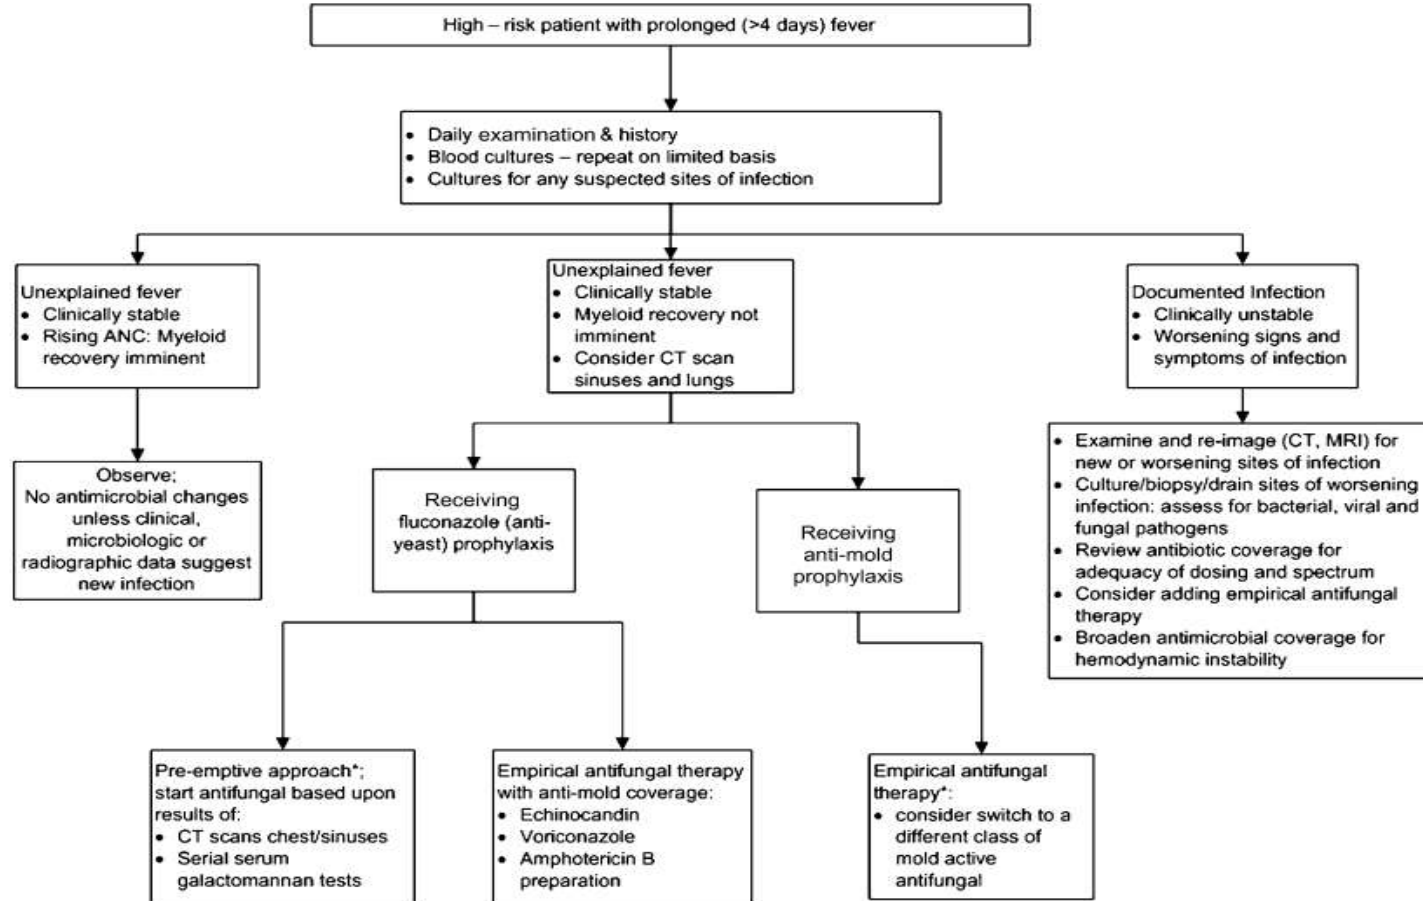 High – risk patient with prolonged (>4 days) fever
• Daily examination & history
• Blood cultures – repeat on limited basis
• Cultures for any suspected sites of infection
Unexplained fever
• Clinically stable
• Rising ANC: Myeloid
recovery imminent
Unexplained fever
• Clinically stable
• Myeloid recovery not
imminent
• Consider CT scan
sinuses and lungs
Documented Infection
• Clinically unstable
• Worsening signs and
symptoms of infection
Observe;
No antimicrobial changes
unless clinical,
microbiologic or
radiographic data suggest
new infection
Receiving
fluconazole (anti-
yeast) prophylaxis
Receiving
anti-mold
prophylaxis
• Examine and re-image (CT, MRI) for
new or worsening sites of infection
• Culture/biopsy/drain sites of worsening
infection: assess for bacterial, viral and
fungal pathogens
• Review antibiotic coverage for
adequacy of dosing and spectrum
• Consider adding empirical antifungal
therapy
• Broaden antimicrobial coverage for
hemodynamic instability
Pre-emptive approach*;
start antifungal based upon
results of:
• CT scans chest/sinuses
• Serial serum
galactomannan tests
Empirical antifungal therapy
with anti-mold coverage:
• Echinocandin
• Voriconazole
• Amphotericin B
preparation
Empirical antifungal
therapy*:
• consider switch to a
different class of
mold active
antifungal